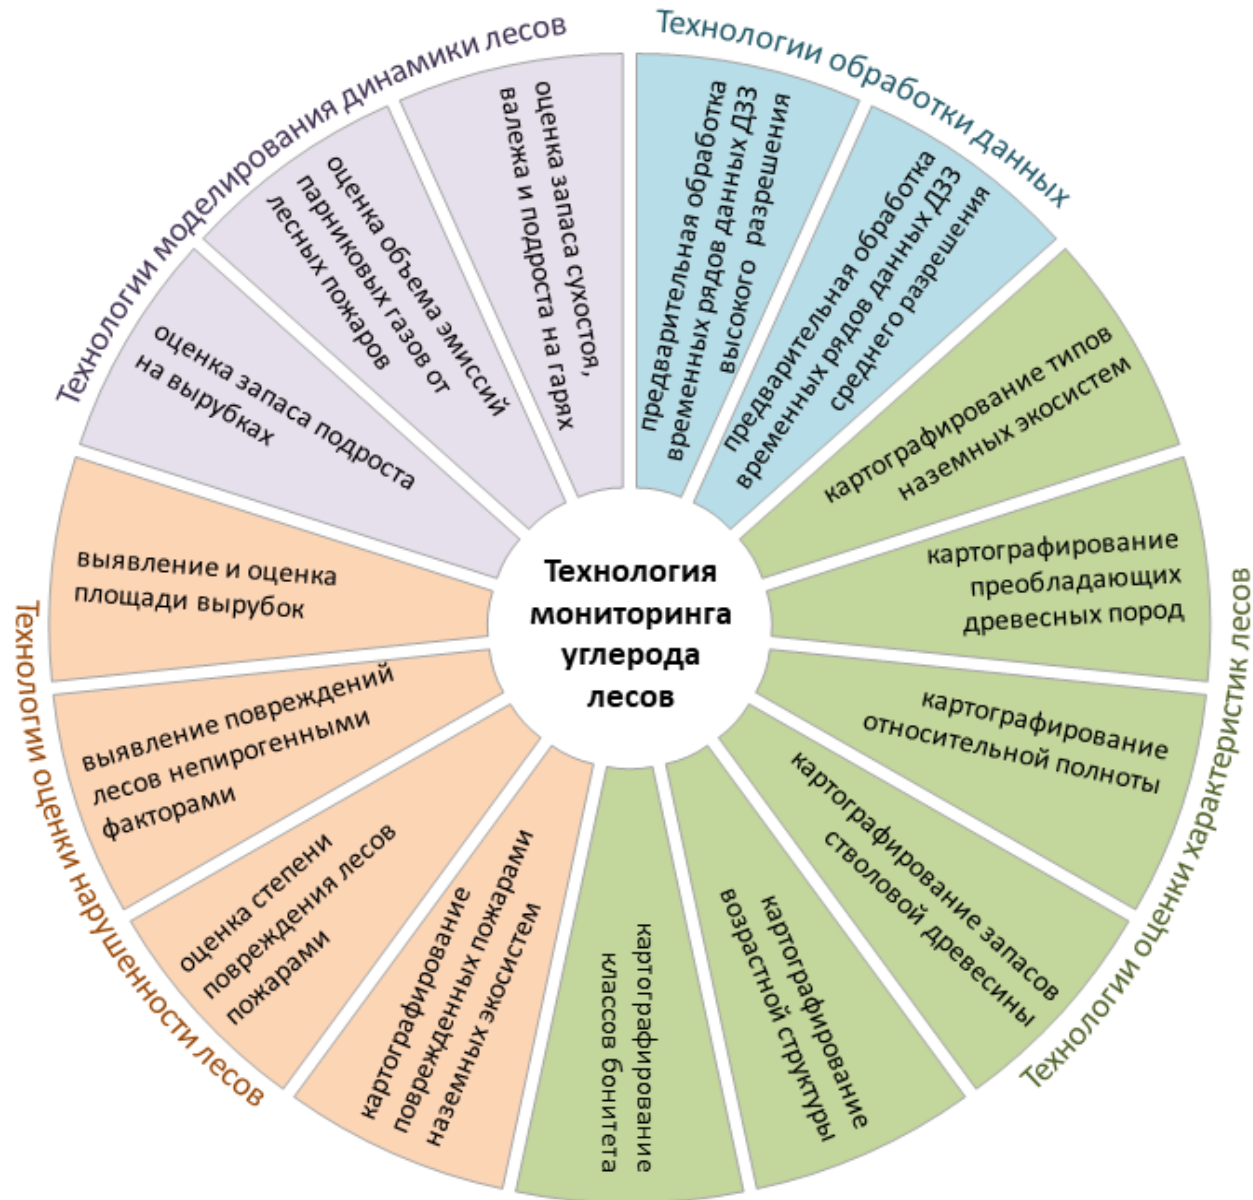 Технология
мониторинга
углерода
лесов
Технологии обработки данных
предварительная обработка
временных рядов данных ДЗЗ
высокого разрешения
предварительная обработка
временных рядов данных ДЗЗ
среднего разрешения
Технологии оценки характеристик лесов
картографирование типов
наземных экосистем
картографирование
преобладающих
древесных пород
картографирование
относительной полноты
картографирование запасов
стволовой древесины
картографирование
возрастной структуры
картографирование
классов бонитета
Технологии оценки нарушенности лесов
картографирование
поврежденных пожарами
наземных экосистем
оценка степени
повреждения лесов
пожарами
выявление повреждений
лесов непирогенными
факторами
выявление и оценка
площади вырубок
Технологии моделирования динамики лесов
оценка запаса подроста
на вырубках
оценка объема эмиссий
парниковых газов от
лесных пожаров
оценка запаса сухостоя,
валежа и подроста на гарях